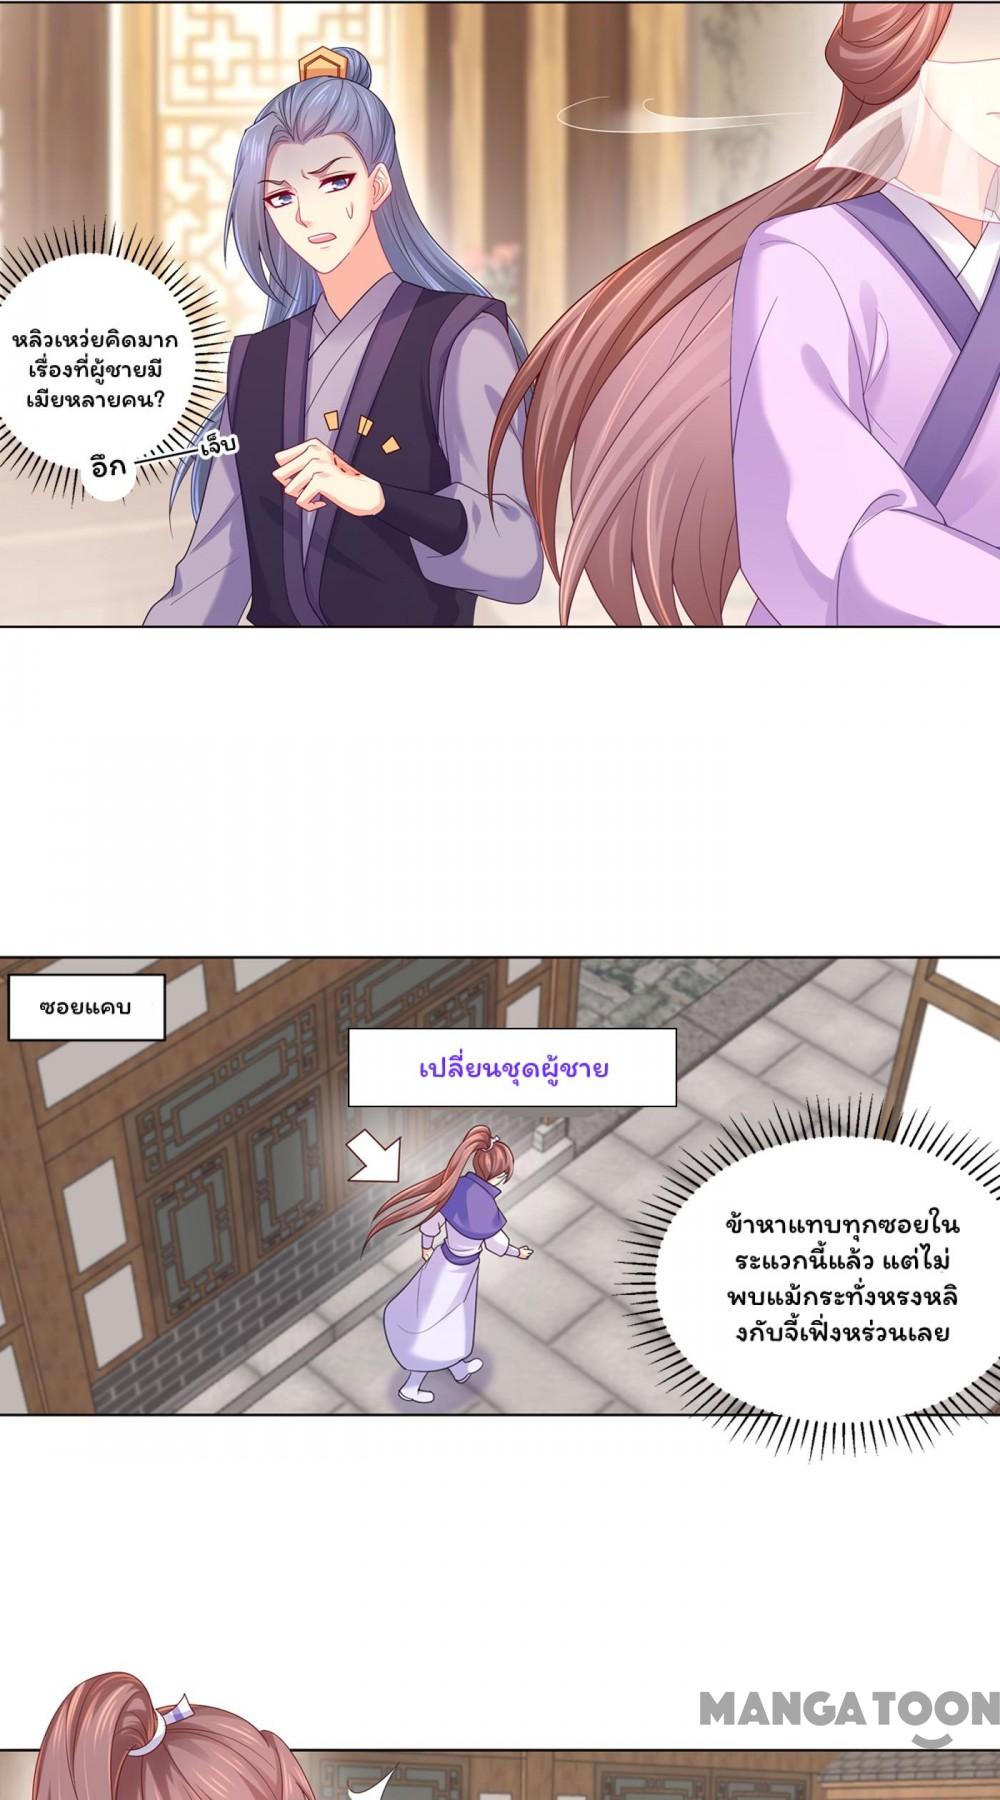 หลิวเหว่ยคิดมาก
เรื่องที่ผู้ชายมี
เมียหลายคน?
อึก
เจ็บ
ซอยแคบ
เปลี่ยนชุดผู้ชาย
ข้าหาแทบทุกซอยใน
ระแวกนี้แล้ว แต่ไม่
พบแม้กระทั่งหรงหลิ
งกับจี้เฟิ่งหร่วนเลย
MANGATOON